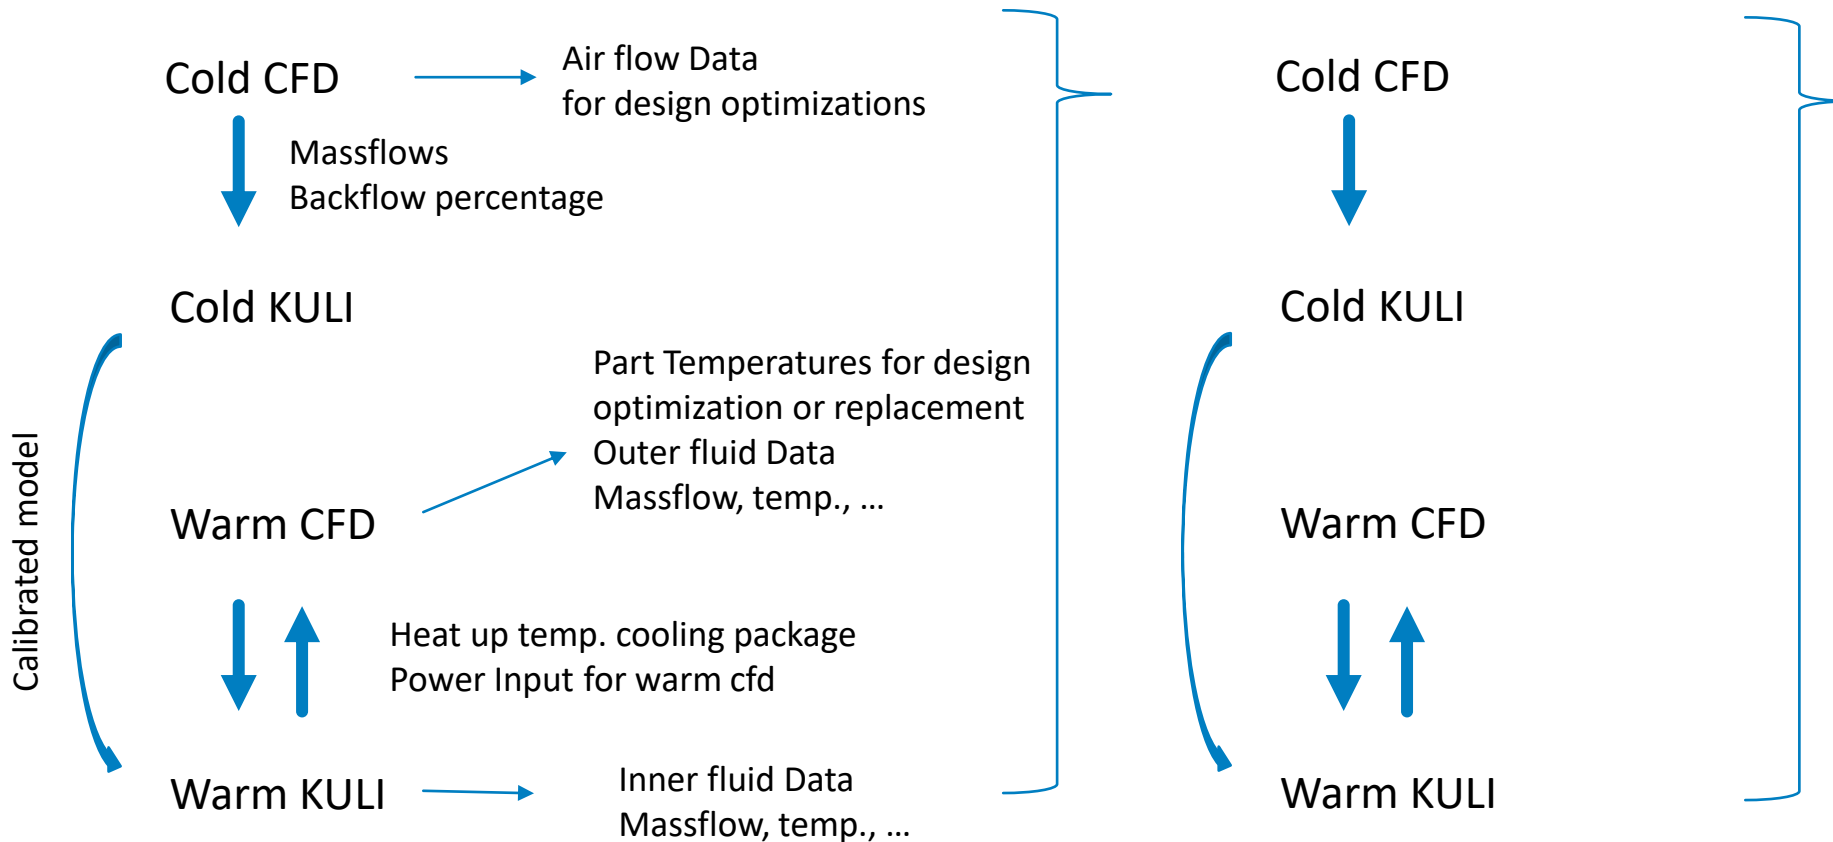 Cold CFD
Air flow Data
for design optimizations
Massflows
Backflow percentage
Cold KULI
Part Temperatures for design
optimization or replacement
Outer fluid Data
Massflow, temp., ...
Calibrated model
Warm CFD
Heat up temp. cooling package
Power Input for warm cfd
Warm KULI
Inner fluid Data
Massflow, temp., ...
Cold CFD
Cold KULI
Warm CFD
Warm KULI